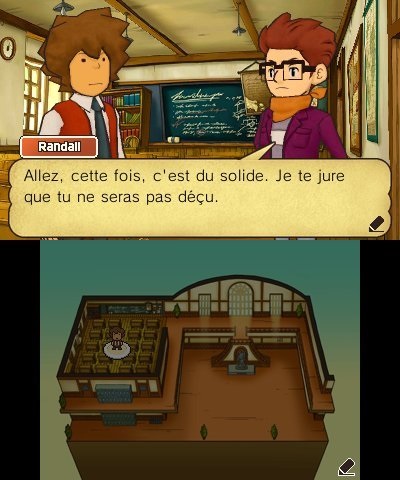 Randall
Allez, cette fois, c'est du solide. Je te jure
que tu ne seras pas déçu.